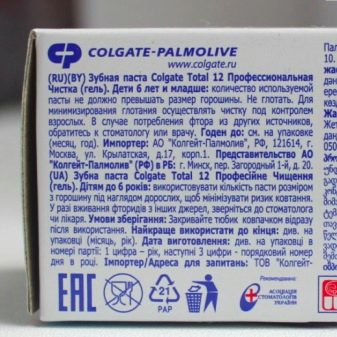 CP COLGATE-PALMOLIVE
www.colgate.ru
(RU)(BY) Зубная паста Colgate Total 12 Профессиональная
Чистка (гель). Дети 6 лет и младше: количество используемой
пасты не должно превышать размер горошины. Не глотать. Для
минимизирования глотания осуществлять чистку под контролем
взрослых. В случае потребления фтора из других источников,
обратитесь к стоматологу или врачу. Годен до: см. на упаковке
(месяц, год). Импортер: АО "Колгейт-Палмолив", РФ, 121614, г.
Москва, ул. Крылатская, д.17, корп.1. Представительство АО
"Колгейт-Палмолив" (РФ) в РБ: г. Минск, пер. Загородный 1-й, д. 20.
(UA) Зубна паста Colgate Total 12 Професійне Чищення
(гель). Дітям до 6 років: використовувати кількість пасти розміром
з горошину під наглядом дорослих, щоб мінімізувати ризик ковтання.
У разі вживання фторидів з інших джерел, зверніться до стоматолога
чи лікаря. Умови зберігання: Закривайте тюбик ковпачком відразу
після використання. Найкраще використати до кінця: див. на
упаковці (місяць, рік). Дата виготовлення: див. на упаковці в
номері партії: 1 цифра - рік, наступні 3 цифри - порядковий номер
дня в році. Імпортер/Адреса для запитань: ТОВ "Колгейт-
EAC
21
PAP
Рекомендовано:
АСОЦІАЦІЯ
СТОМАТОЛОГІВ
УКРАЇНИ